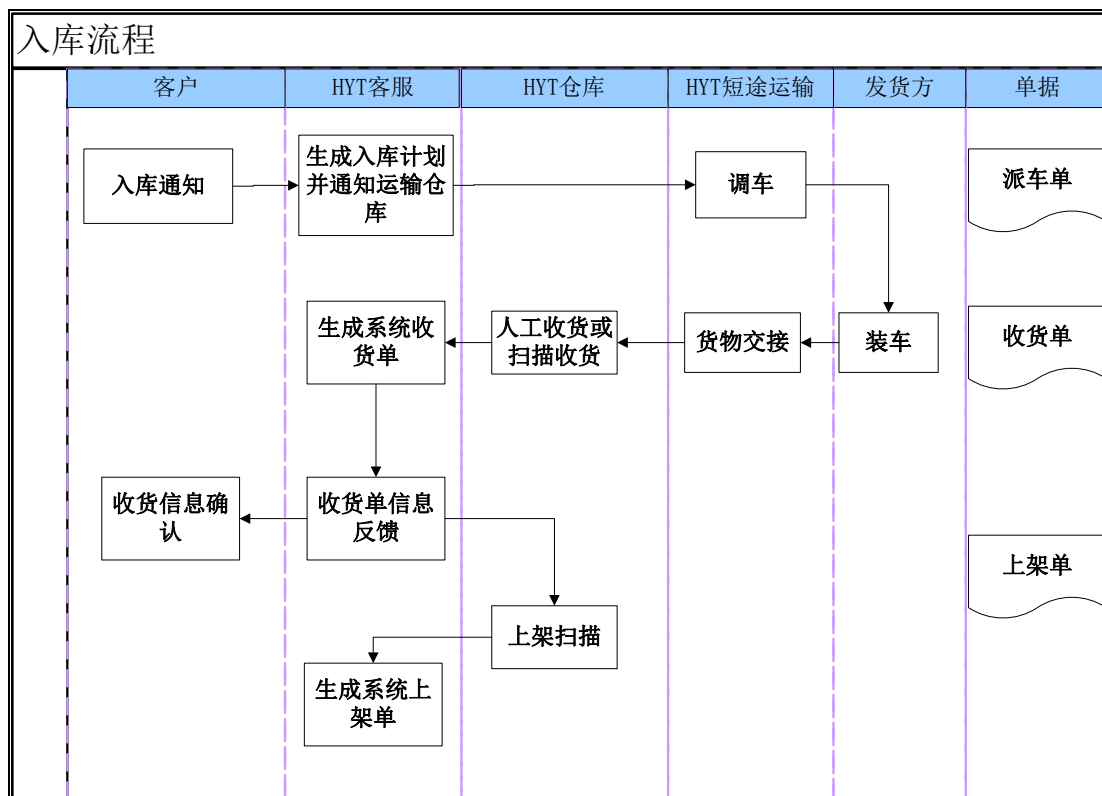 入库流程
客户
HYT客服
HYT仓库
HYT短途运输
发货方
单据
入库通知
生成入库计划
并通知运输仓
库
调车
派车单
生成系统收
货单
人工收货或
扫描收货
货物交接
装车
收货单
收货信息确
认
收货单信息
反馈
上架单
上架扫描
生成系统上
架单